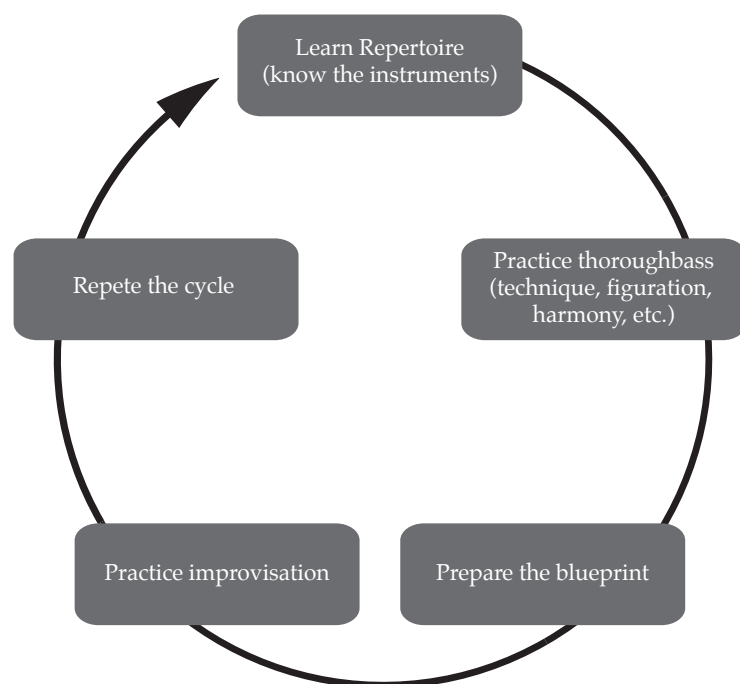 Learn Repertoire
(know the instruments)
Practice thoroughbass
(technique, figuration,
harmony, etc.)
Prepare the blueprint
Practice improvisation
Repete the cycle